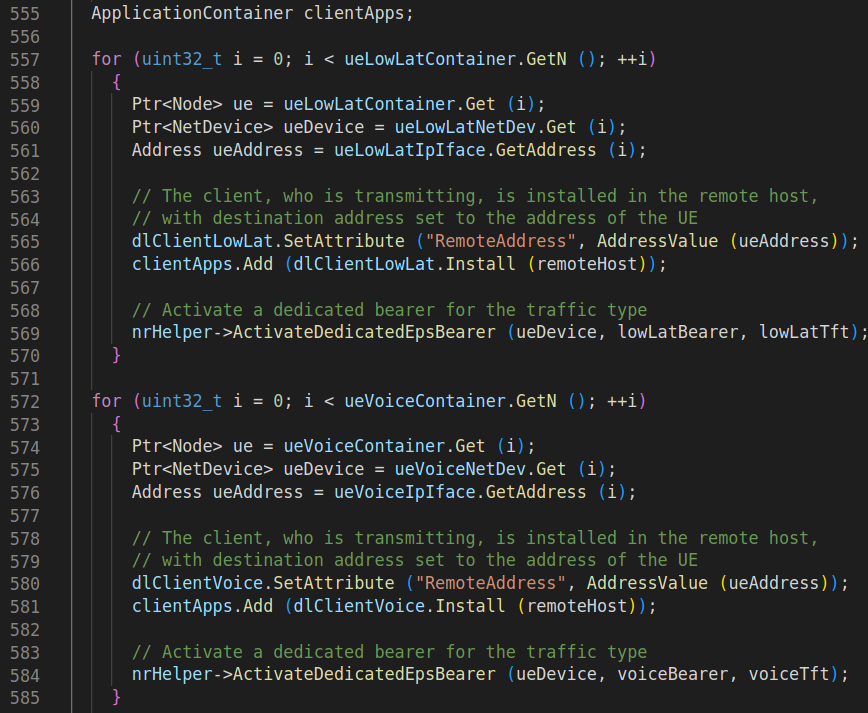 555 ApplicationContainer clientApps;
556
557 for (uint32_t i = 0; i < ueLowLatContainer.GetN (); ++i)
558 {
559 Ptr<Node> ue = ueLowLatContainer.Get (i);
560 Ptr<NetDevice> ueDevice = ueLowLatNetDev.Get (i);
561 Address ueAddress = ueLowLatIpIface.GetAddress (i);
562
563 // The client, who is transmitting, is installed in the remote host,
564 // with destination address set to the address of the UE
565 dlClientLowLat.SetAttribute ("RemoteAddress", AddressValue (ueAddress));
566 clientApps.Add (dlClientLowLat.Install (remoteHost));
567
568 // Activate a dedicated bearer for the traffic type
569 nrHelper->ActivateDedicatedEpsBearer (ueDevice, lowLatBearer, lowLatTft);
570 }
571
572 for (uint32_t i = 0; i < ueVoiceContainer.GetN (); ++i)
573 {
574 Ptr<Node> ue = ueVoiceContainer.Get (i);
575 Ptr<NetDevice> ueDevice = ueVoiceNetDev.Get (i);
576 Address ueAddress = ueVoiceIpIface.GetAddress (i);
577
578 // The client, who is transmitting, is installed in the remote host,
579 // with destination address set to the address of the UE
580 dlClientVoice.SetAttribute ("RemoteAddress", AddressValue (ueAddress));
581 clientApps.Add (dlClientVoice.Install (remoteHost));
582
583 // Activate a dedicated bearer for the traffic type
584 nrHelper->ActivateDedicatedEpsBearer (ueDevice, voiceBearer, voiceTft);
585 }